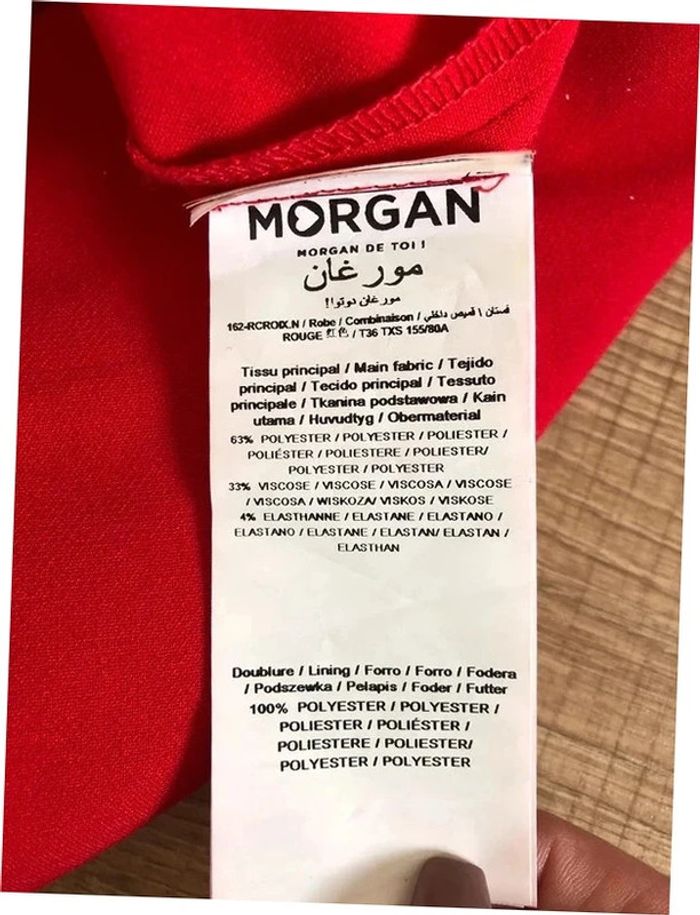 MORGAN
MORGAN DE TOI !
مورغان
مورغان دوتوا!
162-RCROIX.N / Robe / Combinaison / فستان \ قميص داخلي
ROUGE 红色 / T36 TXS 155/80A
Tissu principal / Main fabric / Tejido
principal / Tecido principal / Tessuto
principale / Tkanina podstawowa / Kain
utama / Huvudtyg / Obermaterial
63% POLYESTER / POLYESTER / POLIESTER /
POLIÉSTER / POLIESTERE / POLIESTER/
POLYESTER / POLYESTER
33% VISCOSE / VISCOSE / VISCOSA / VISCOSE
/ VISCOSA / WISKOZA/ VISKOS / VISKOSE
4% ELASTHANNE / ELASTANE / ELASTANO /
ELASTANO / ELASTANE / ELASTAN/ ELASTAN /
ELASTHAN
Doublure / Lining / Forro / Forro / Fodera
/ Podszewka / Pelapis / Foder / Futter
100% POLYESTER / POLYESTER /
POLIESTER / POLIÉSTER /
POLIESTERE / POLIESTER/
POLYESTER / POLYESTER